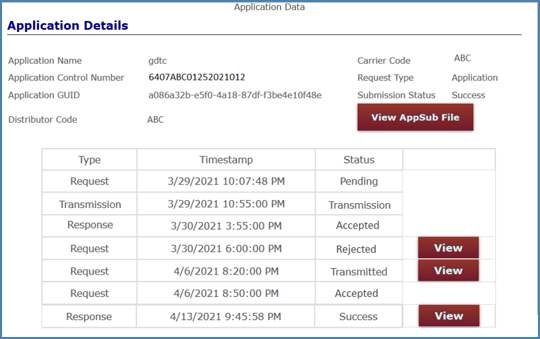 Application Data
Application Details
Application Name gdtc Carrier Code ABC
Application Control Number 6407ABC01252021012 Request Type Application
Application GUID a086a32b-e5f0-4a18-87df-f3be4e10f48e Submission Status Success
Distributor Code ABC View AppSub File
Type Timestamp Status
Request 3/29/2021 10:07:48 PM Pending
Transmission 3/29/2021 10:55:00 PM Transmission
Response 3/30/2021 3:55:00 PM Accepted
Request 3/30/2021 6:00:00 PM Rejected View
Request 4/6/2021 8:20:00 PM Transmitted View
Request 4/6/2021 8:50:00 PM Accepted
Response 4/13/2021 9:45:58 PM Success View